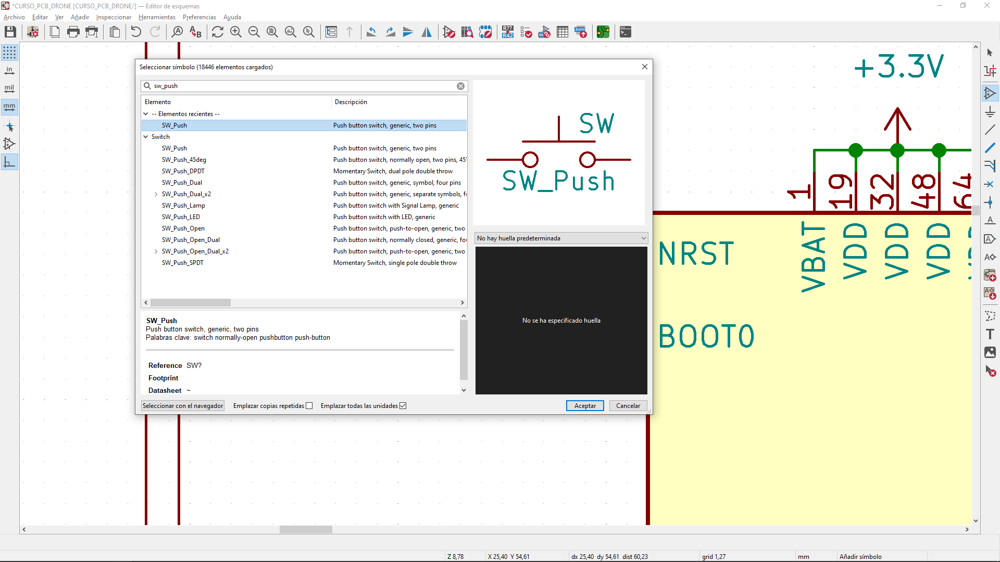 *CURSO_PCB_DRONE [CURSO_PCB_DRONE/] — Editor de esquemas
Archivo Editar Ver Añadir Inspeccionar Herramientas Preferencias Ayuda
in
mil
mm
Seleccionar símbolo (18446 elementos cargados)
sw_push
Elemento Descripción
-- Elementos recientes --
SW_Push Push button switch, generic, two pins
Switch
SW_Push Push button switch, generic, two pins
SW_Push_45deg Push button switch, normally open, two pins, 45°
SW_Push_DPDT Momentary Switch, dual pole double throw
SW_Push_Dual Push button switch, generic, symbol, four pins
SW_Push_Dual_x2 Push button switch, generic, separate symbols, f
SW_Push_Lamp Push button switch with Signal Lamp, generic
SW_Push_LED Push button switch with LED, generic
SW_Push_Open Push button switch, push-to-open, generic, two
SW_Push_Open_Dual Push button switch, normally closed, generic, fou
SW_Push_Open_Dual_x2 Push button switch, push-to-open, generic, two
SW_Push_SPDT Momentary Switch, single pole double throw
SW
SW_Push
No hay huella predeterminada
No se ha especificado huella
SW_Push
Push button switch, generic, two pins
Palabras clave: switch normally-open pushbutton push-button
Reference SW?
Footprint
Datasheet ~
Seleccionar con el navegador Emplazar copias repetidas Emplazar todas las unidades Aceptar Cancelar
+3.3V
1 19 32 48 64
VBAT VDD VDD VDD
NRST
BOOT0
Z 8,78 X 25,40 Y 54,61 dx 25,40 dy 54,61 dist 60,23 grid 1,27 mm Añadir símbolo